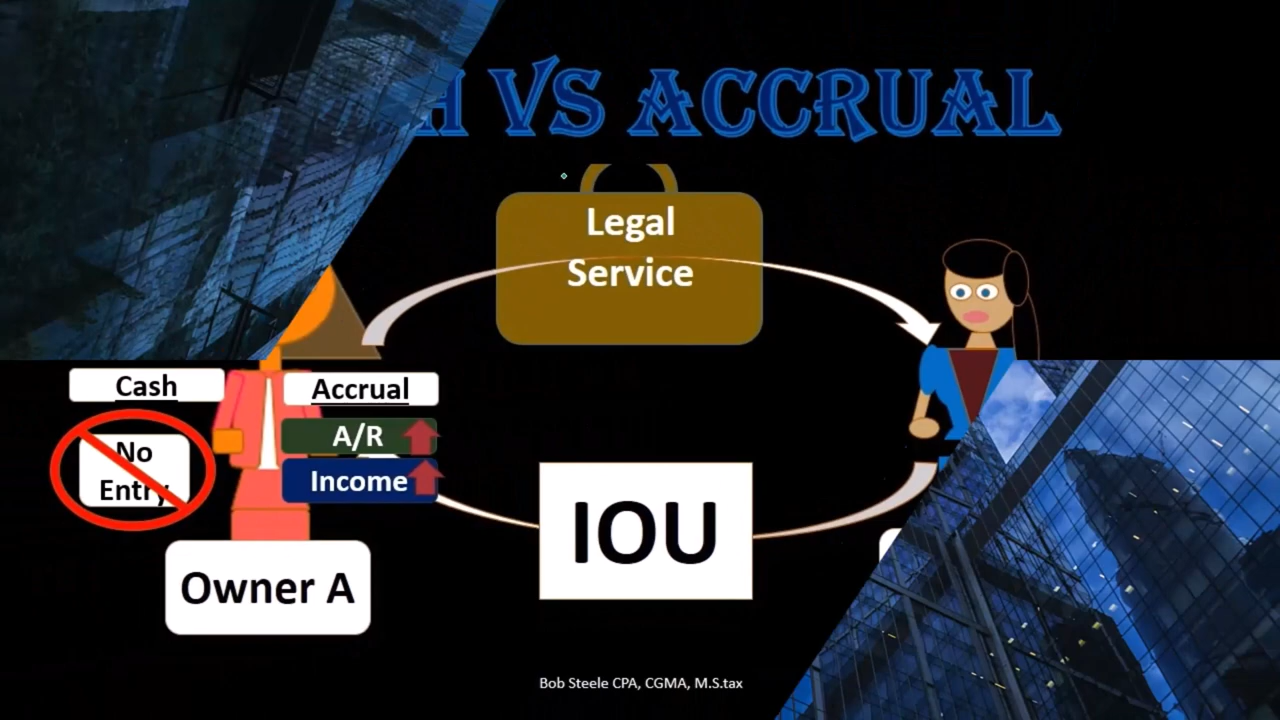 H VS ACCRUAL
Legal
Service
Cash
Accrual
No
Entry
A/R
Income
IOU
Owner A
Bob Steele CPA, CGMA, M.S.tax